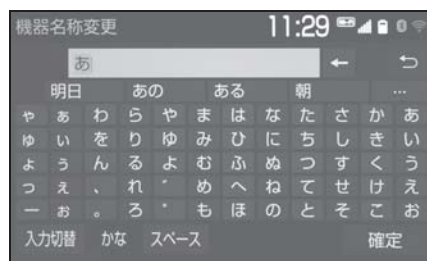 機器名称変更 11:29
あ ←
明日 あの ある 朝 …
ゃ ぁ わ ら や ま は な た さ か あ
ゅ ぃ を り ゆ み ひ に ち し き い
ょ ぅ ん る よ む ふ ぬ つ す く う
っ ぇ 、 れ ゛ め へ ね て せ け え
ー ぉ 。 ろ ゜ も ほ の と そ こ お
入力切替 かな スペース 確定